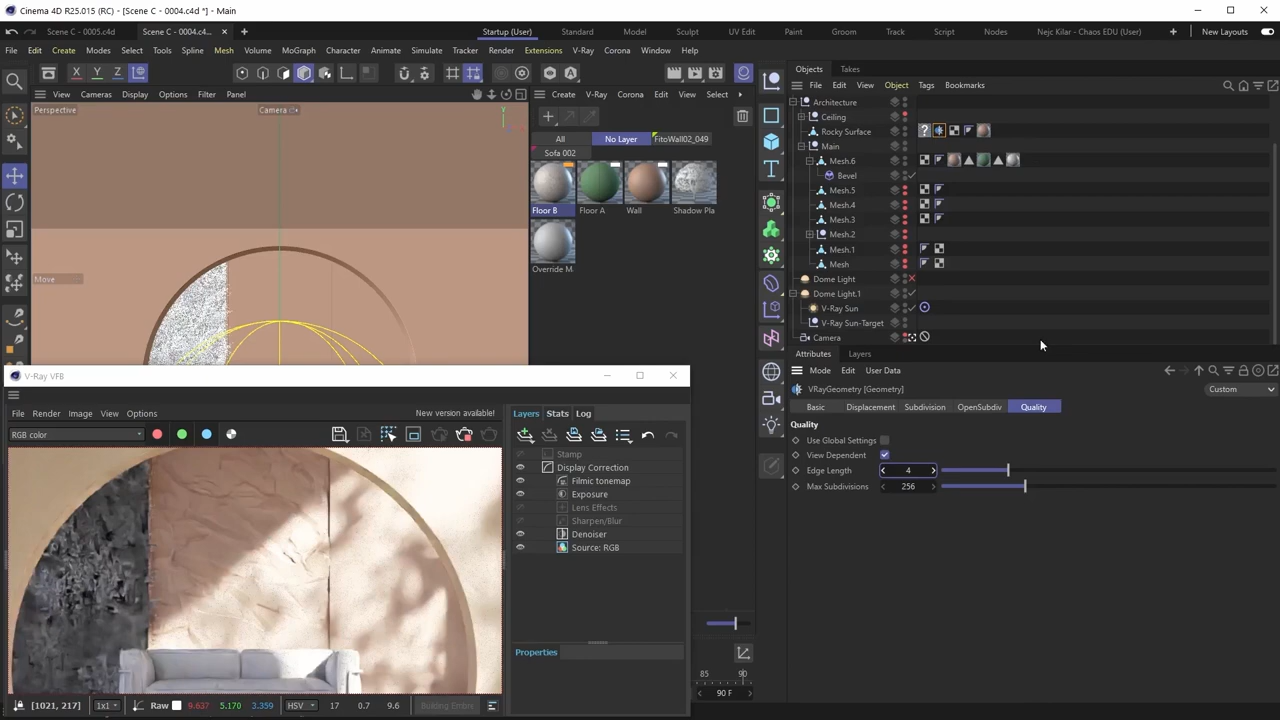 Cinema 4D R25.015 (RC) - [Scene C - 0004.c4d *] - Main
Scene C - 0005.c4d
Scene C - 0004.c4d...
Startup (User)
Standard
Model
Sculpt
UV Edit
Paint
Groom
Track
Script
Nodes
Nejc Kilar - Chaos EDU (User)
New Layouts
File Edit Create Modes Select Tools Spline Mesh Volume MoGraph Character Animate Simulate Tracker Render Extensions V-Ray Corona Window Help
X Y Z
View Cameras Display Options Filter Panel
Perspective
Camera
Y
Move
Create V-Ray Corona Edit View Select
All
No Layer
FitoWall02_049
Sofa 002
Floor B
Floor A
Wall
Shadow Pla
Override M
Objects Takes
File Edit View Object Tags Bookmarks
Architecture
Ceiling
Rocky Surface
Main
Mesh.6
Bevel
Mesh.5
Mesh.4
Mesh.3
Mesh.2
Mesh.1
Mesh
Dome Light
Dome Light.1
V-Ray Sun
V-Ray Sun-Target
Camera
Attributes Layers
Mode Edit User Data
VRayGeometry [Geometry]
Custom
Basic Displacement Subdivision OpenSubdiv Quality
Quality
Use Global Settings
View Dependent
Edge Length 4
Max Subdivisions 256
V-Ray VFB
File Render Image View Options
New version available!
RGB color
Layers Stats Log
Stamp
Display Correction
Filmic tonemap
Exposure
Lens Effects
Sharpen/Blur
Denoiser
Source: RGB
Properties
[1021, 217]
1x1
Raw
9.637 5.170 3.359
HSV
17 0.7 9.6
Building Embre
85 90
90 F